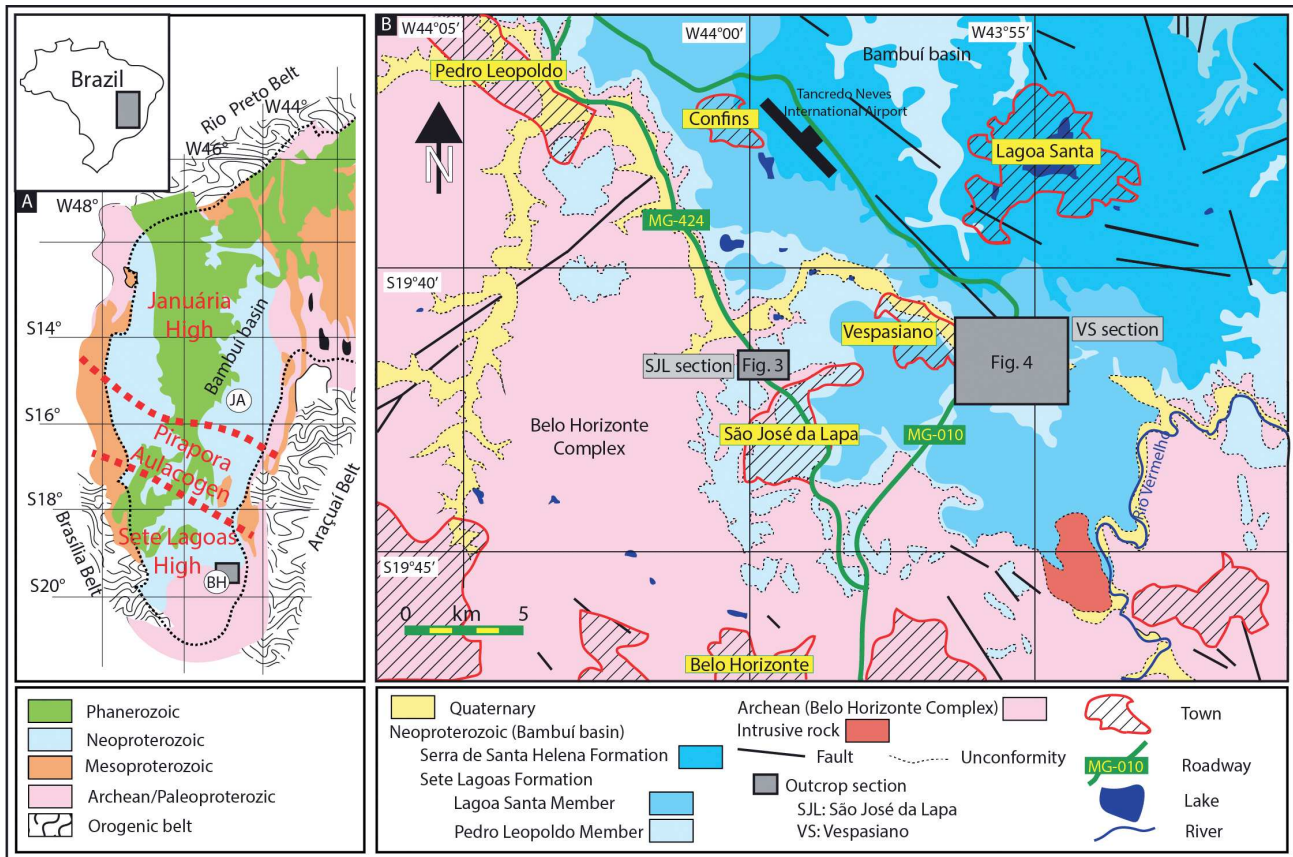 Brazil
A
Rio Preto Belt
W44°
W46°
W48°
Januária
High
Bambuí basin
JA
S14°
S16°
Pirapora
Aulacogen
S18°
Sete Lagoas
High
BH
S20°
Brasília Belt
Araçuaí Belt
Phanerozoic
Neoproterozoic
Mesoproterozoic
Archean/Paleoproterozic
Orogenic belt
B
W44°05'
W44°00'
W43°55'
Bambuí basin
Pedro Leopoldo
Tancredo Neves
International Airport
Confins
N
Lagoa Santa
MG-424
S19°40'
Vespasiano
VS section
SJL section
Fig. 3
Fig. 4
Belo Horizonte
Complex
São José da Lapa
MG-010
Rio Vermelho
S19°45'
0 km 5
Belo Horizonte
Quaternary
Neoproterozoic (Bambuí basin)
Serra de Santa Helena Formation
Sete Lagoas Formation
Lagoa Santa Member
Pedro Leopoldo Member
Archean (Belo Horizonte Complex)
Intrusive rock
Fault
Unconformity
Outcrop section
SJL: São José da Lapa
VS: Vespasiano
Town
MG-010
Roadway
Lake
River